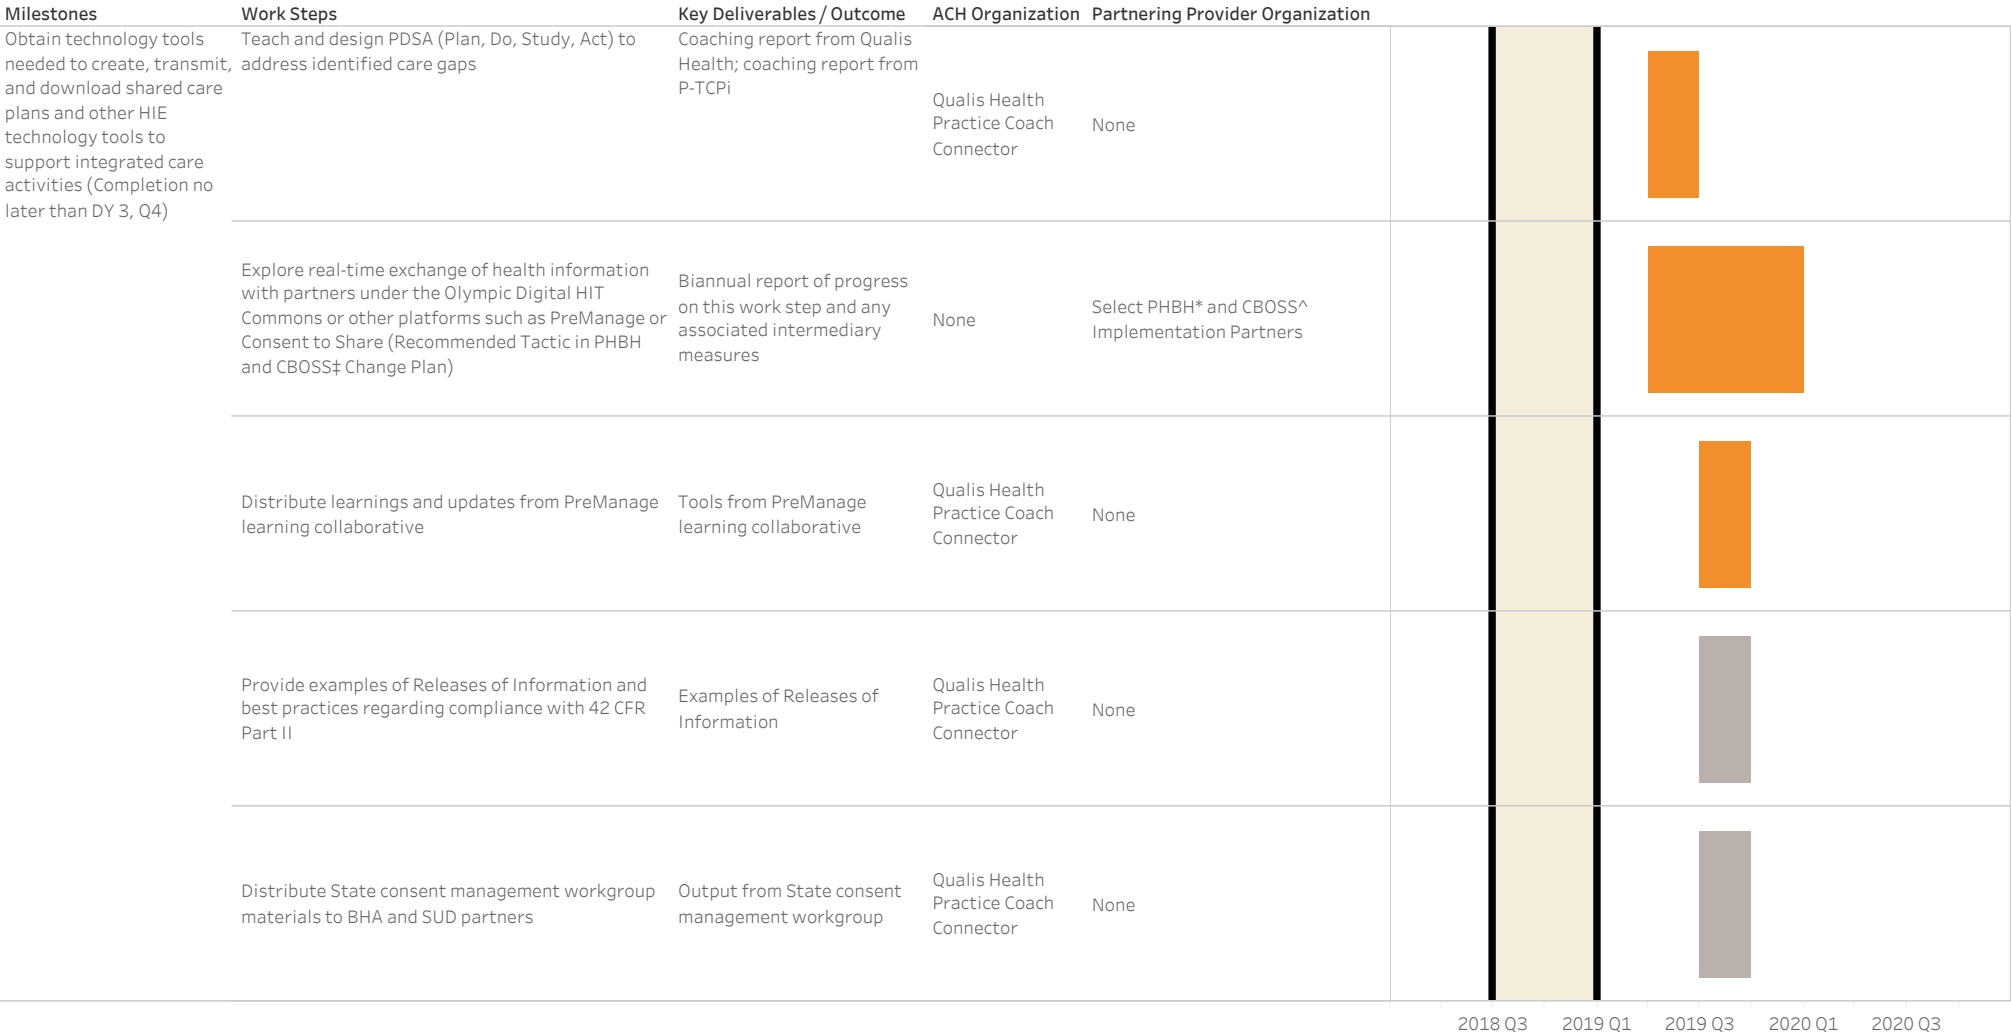 Milestones
Work Steps
Key Deliverables / Outcome
ACH Organization
Partnering Provider Organization
Obtain technology tools
needed to create, transmit,
and download shared care
plans and other HIE
technology tools to
support integrated care
activities (Completion no
later than DY 3, Q4)
Teach and design PDSA (Plan, Do, Study, Act) to
address identified care gaps
Coaching report from Qualis
Health; coaching report from
P-TCPi
Qualis Health
Practice Coach
Connector
None
Explore real-time exchange of health information
with partners under the Olympic Digital HIT
Commons or other platforms such as PreManage or
Consent to Share (Recommended Tactic in PHBH
and CBOSS‡ Change Plan)
Biannual report of progress
on this work step and any
associated intermediary
measures
None
Select PHBH* and CBOSS^
Implementation Partners
Distribute learnings and updates from PreManage
learning collaborative
Tools from PreManage
learning collaborative
Qualis Health
Practice Coach
Connector
None
Provide examples of Releases of Information and
best practices regarding compliance with 42 CFR
Part II
Examples of Releases of
Information
Qualis Health
Practice Coach
Connector
None
Distribute State consent management workgroup
materials to BHA and SUD partners
Output from State consent
management workgroup
Qualis Health
Practice Coach
Connector
None
2018 Q3
2019 Q1
2019 Q3
2020 Q1
2020 Q3